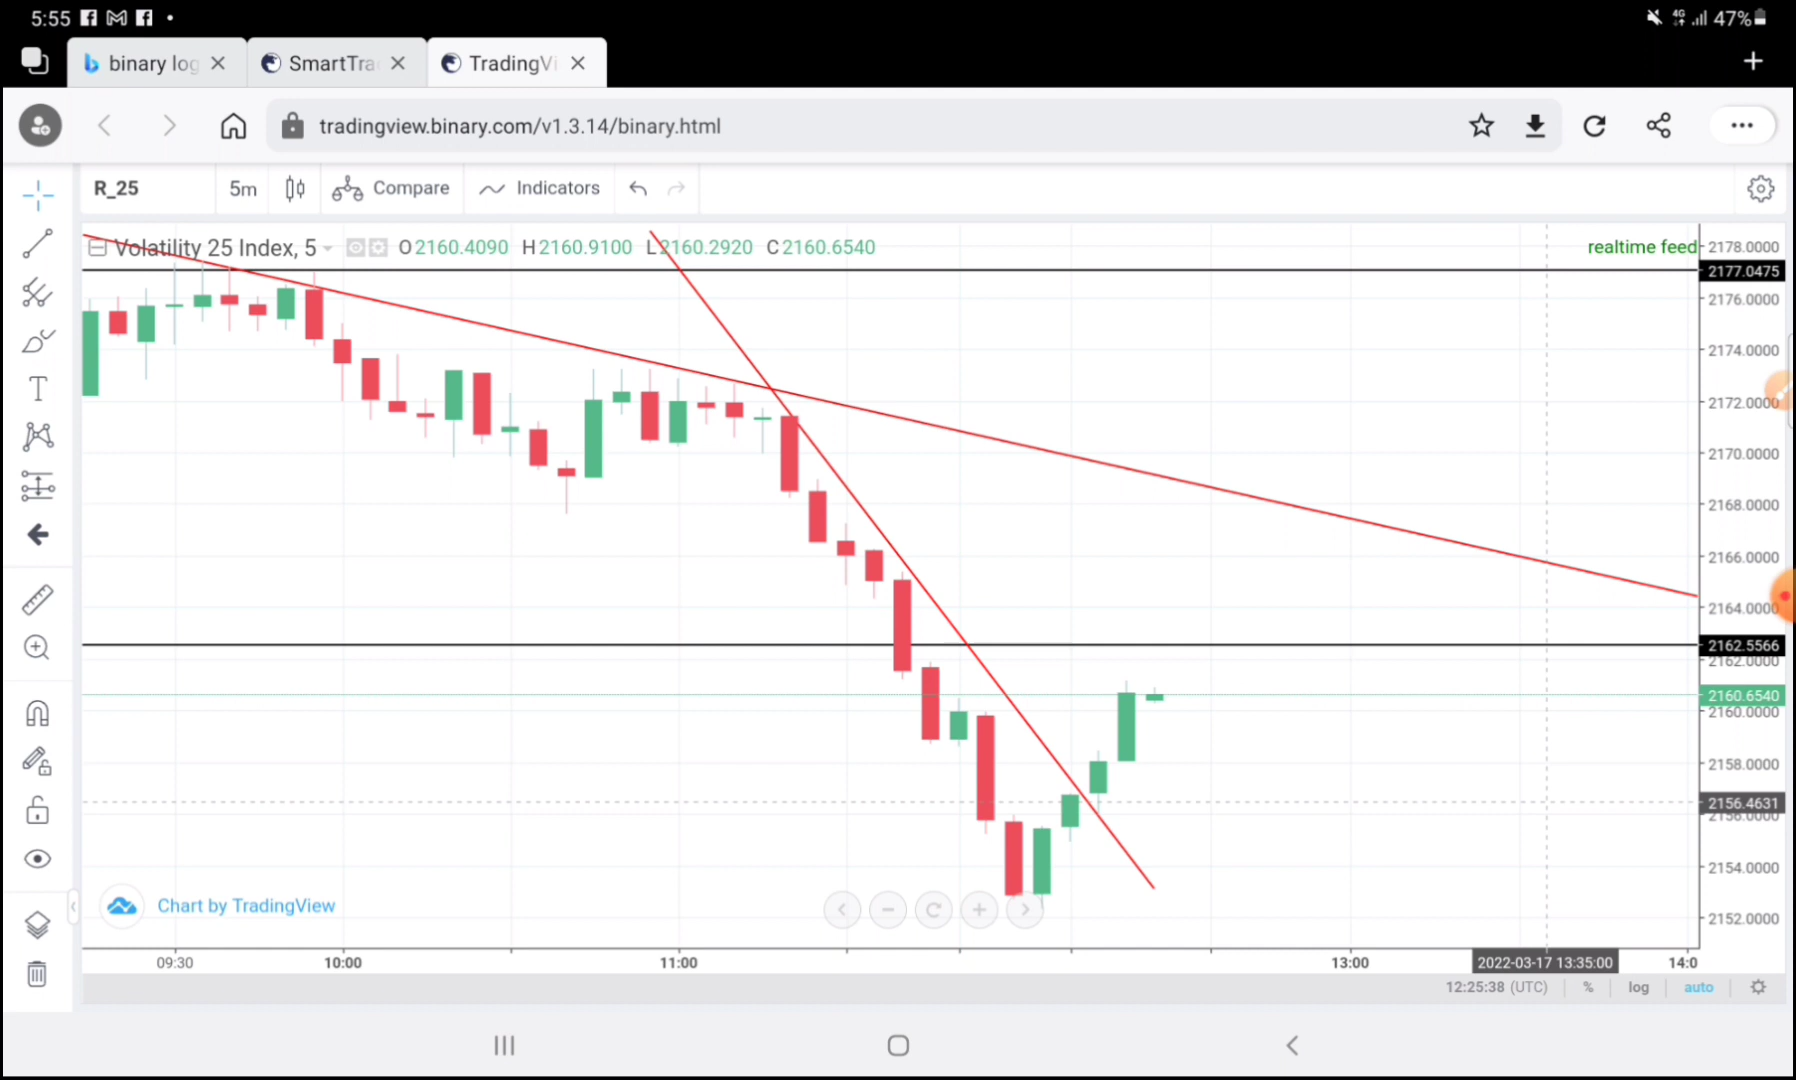 5:55
4G 47%
binary log
SmartTra
TradingVi
tradingview.binary.com/v1.3.14/binary.html
R_25
5m
Compare
Indicators
Volatility 25 Index, 5
O 2160.4090 H 2160.9100 L 2160.2920 C 2160.6540
realtime feed
2178.0000
2177.0475
2176.0000
2174.0000
2172.0000
2170.0000
2168.0000
2166.0000
2164.0000
2162.5566
2162.0000
2160.6540
2160.0000
2158.0000
2156.4631
2156.0000
2154.0000
2152.0000
Chart by TradingView
09:30
10:00
11:00
13:00
2022-03-17 13:35:00
14:0
12:25:38 (UTC)
%
log
auto